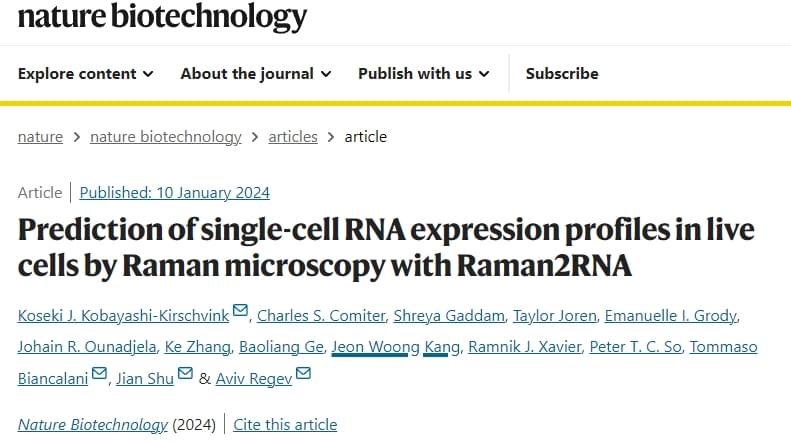 nature biotechnology
Explore content About the journal Publish with us Subscribe
nature > nature biotechnology > articles > article
Article | Published: 10 January 2024
Prediction of single-cell RNA expression profiles in live
cells by Raman microscopy with Raman2RNA
Koseki J. Kobayashi-Kirschvink, Charles S. Comiter, Shreya Gaddam, Taylor Joren, Emanuelle I. Grody,
Johain R. Ounadjela, Ke Zhang, Baoliang Ge, Jeon Woong Kang, Ramnik J. Xavier, Peter T. C. So, Tommaso
Biancalani, Jian Shu & Aviv Regev
Nature Biotechnology (2024) | Cite this article